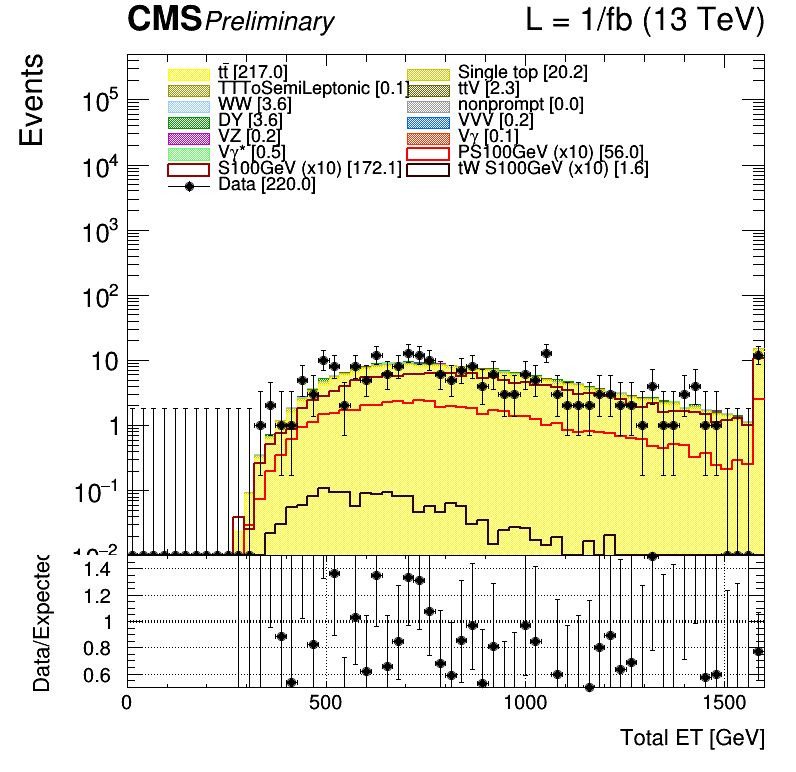 CMS Preliminary L = 1/fb (13 TeV)
Events
tt̄ [217.0] Single top [20.2]
TTToSemiLeptonic [0.1] ttV [2.3]
WW [3.6] nonprompt [0.0]
DY [3.6] VVV [0.2]
VZ [0.2] Vγ [0.1]
Vγ* [0.5] PS100GeV (x10) [56.0]
S100GeV (x10) [172.1] tW S100GeV (x10) [1.6]
Data [220.0]
10⁵
10⁴
10³
10²
10
1
10⁻¹
10⁻²
Data/Expected
1.4
1.2
1
0.8
0.6
0 500 1000 1500
Total ET [GeV]